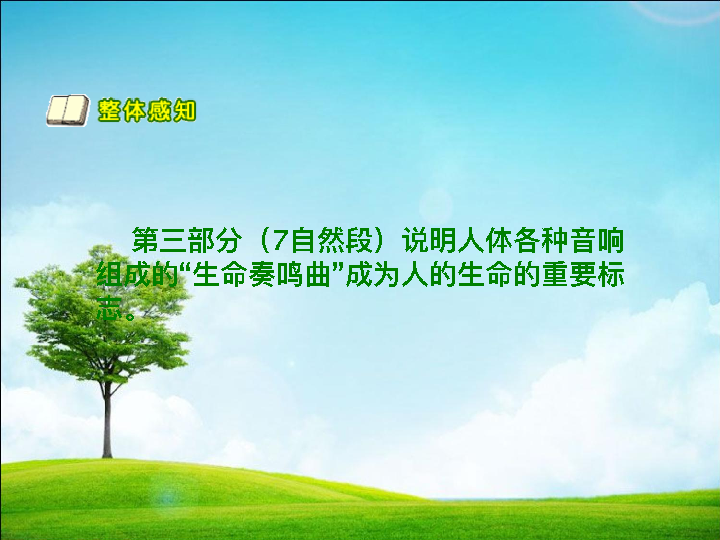 整体感知
第三部分（7自然段）说明人体各种音响
组成的“生命奏鸣曲”成为人的生命的重要标
志。